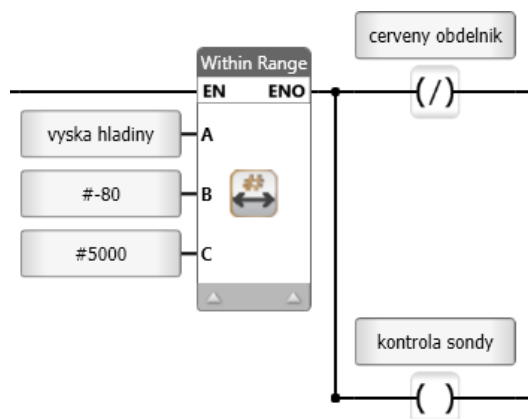 cerveny obdelnik
Within Range
EN ENO
(/)
vyska hladiny
A
#-80
B
##
#5000
C
kontrola sondy
( )